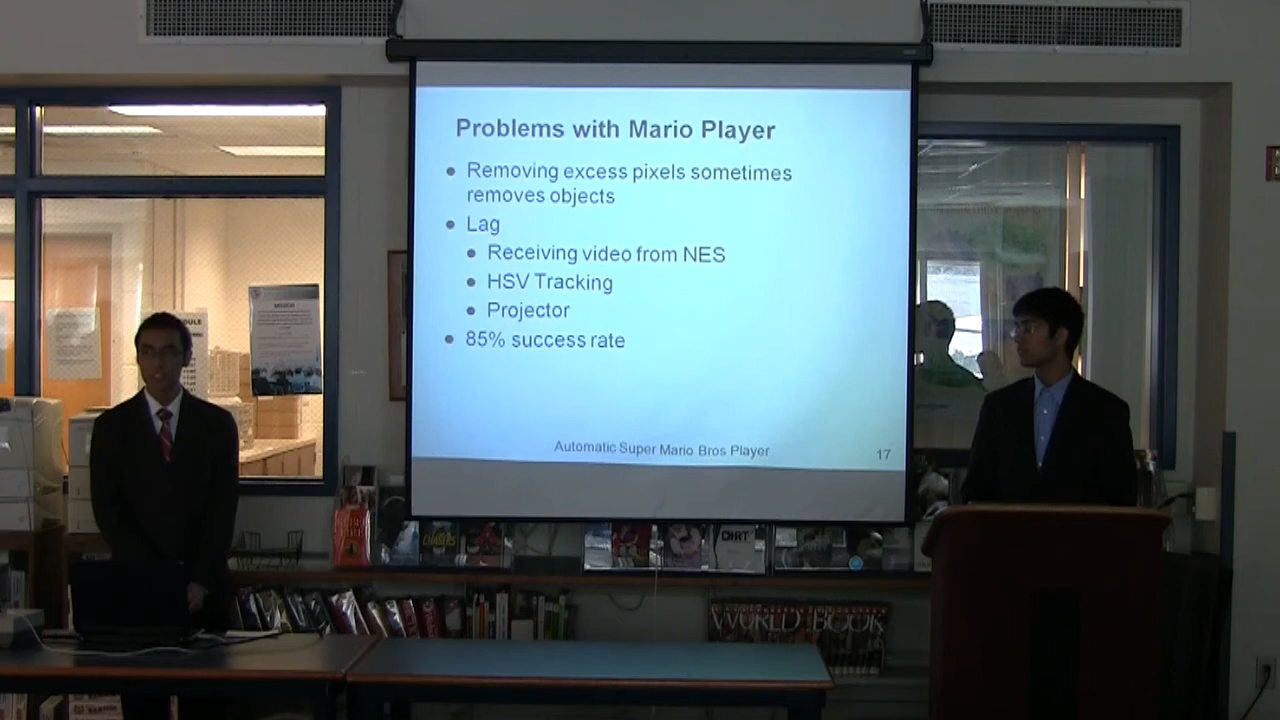 Problems with Mario Player
Removing excess pixels sometimes
removes objects
Lag
Receiving video from NES
HSV Tracking
Projector
85% success rate
Automatic Super Mario Bros Player
17
DIRT
WORLD BOOK